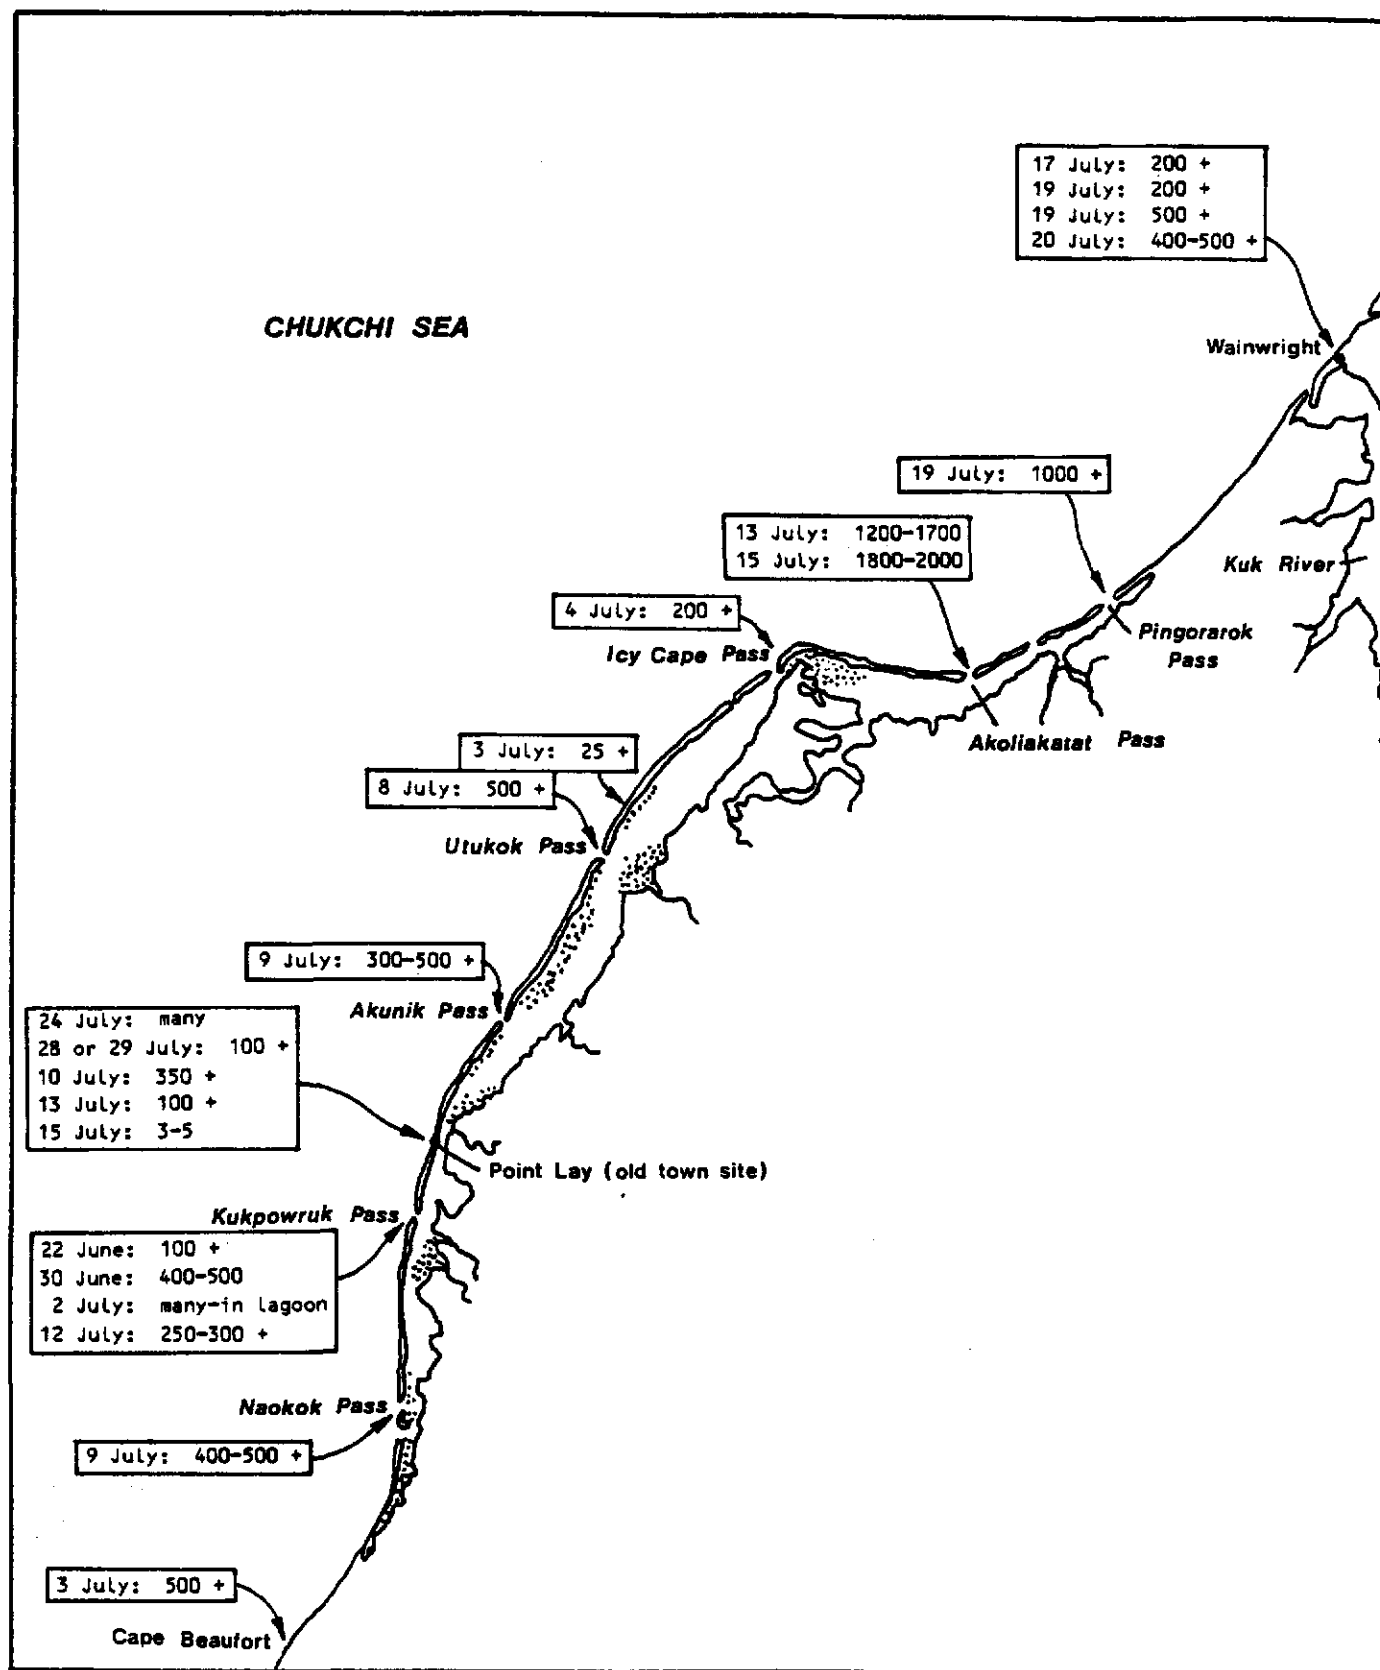 17 July: 200 +
19 July: 200 +
19 July: 500 +
20 July: 400-500 +
CHUKCHI SEA
Wainwright
19 July: 1000 +
13 July: 1200-1700
15 July: 1800-2000
Kuk River
4 July: 200 +
Icy Cape Pass
Pingorarok
Pass
Akoliakatat Pass
3 July: 25 +
8 July: 500 +
Utukok Pass
9 July: 300-500 +
Akunik Pass
24 July: many
28 or 29 July: 100 +
10 July: 350 +
13 July: 100 +
15 July: 3-5
Point Lay (old town site)
Kukpowruk Pass
22 June: 100 +
30 June: 400-500
2 July: many-in lagoon
12 July: 250-300 +
Naokok Pass
9 July: 400-500 +
3 July: 500 +
Cape Beaufort